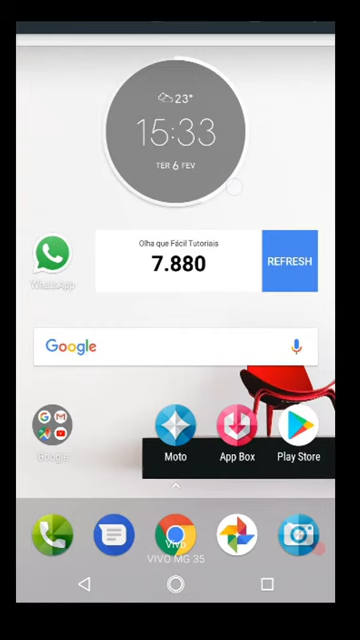 23°
15:33
TER 6 FEV
Olha que Fácil Tutoriais
7.880
REFRESH
WhatsApp
Google
Google
Moto
App Box
Play Store
VIVO
VIVO MG 35